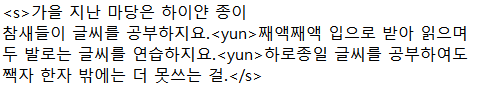 <s>가을 지난 마당은 하이얀 종이
참새들이 글씨를 공부하지요.<yun>째액째액 입으로 받아 읽으며
두 발로는 글씨를 연습하지요.<yun>하로종일 글씨를 공부하여도
짹자 한자 밖에는 더 못쓰는 걸.</s>